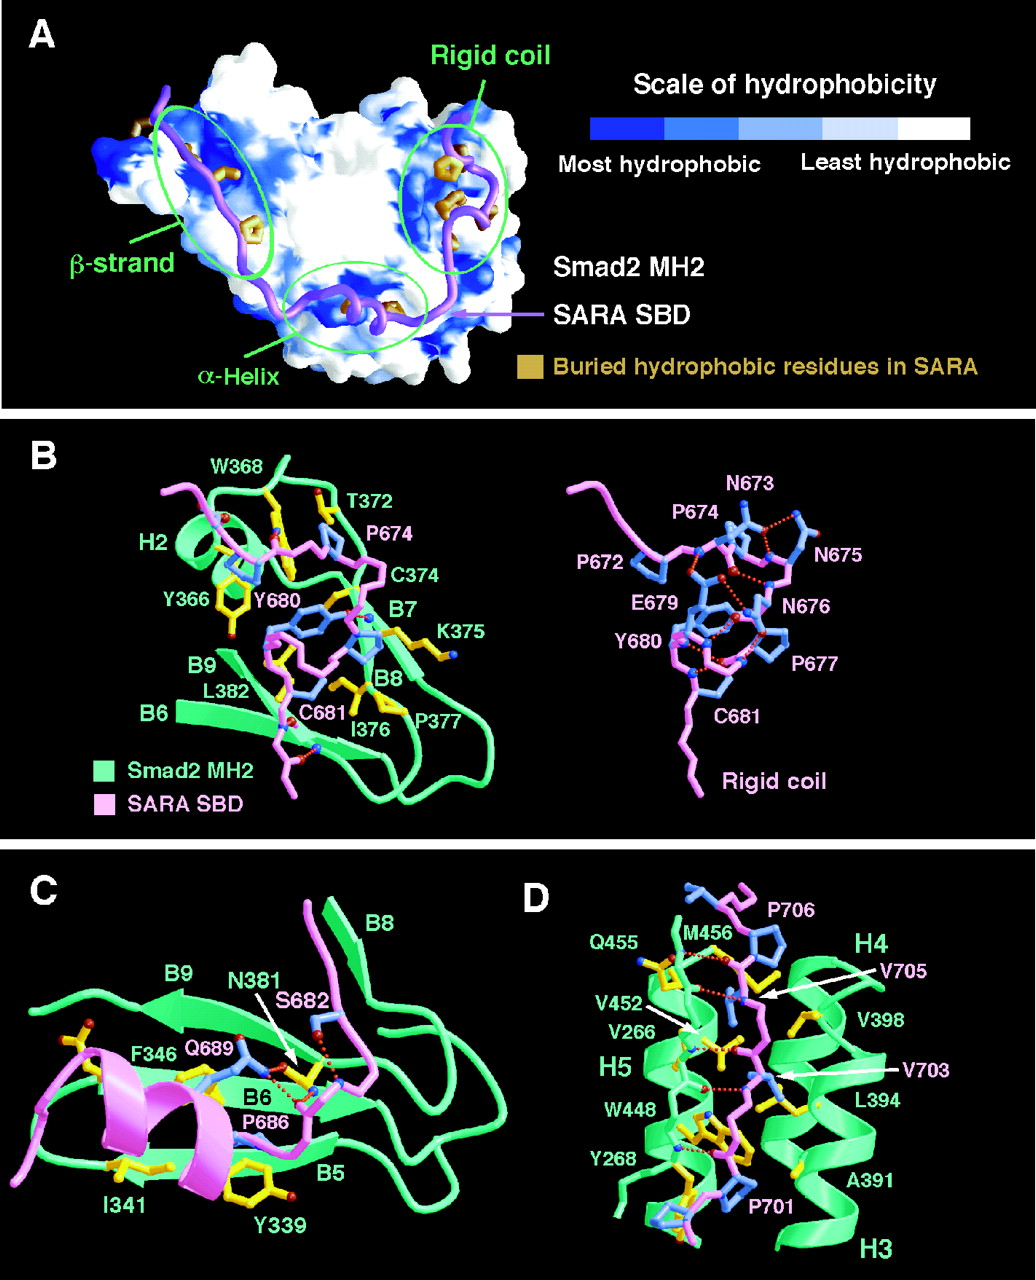 A
Rigid coil
Scale of hydrophobicity
Most hydrophobic
Least hydrophobic
β-strand
Smad2 MH2
SARA SBD
α-Helix
Buried hydrophobic residues in SARA
B
W368
T372
P674
H2
C374
Y366
Y680
B7
K375
B9
L382
B8
B6
C681
I376
P377
Smad2 MH2
SARA SBD
N673
P674
N675
P672
E679
N676
Y680
P677
C681
Rigid coil
C
B8
B9
N381
S682
Q689
F346
B6
P686
B5
I341
Y339
D
P706
Q455
M456
H4
V705
V452
V266
V398
H5
V703
W448
L394
Y268
A391
P701
H3